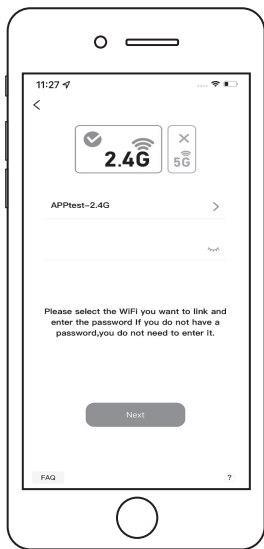 11:27
2.4G
5G
APPtest-2.4G
Please select the WiFi you want to link and
enter the password If you do not have a
password,you do not need to enter it.
Next
FAQ ?